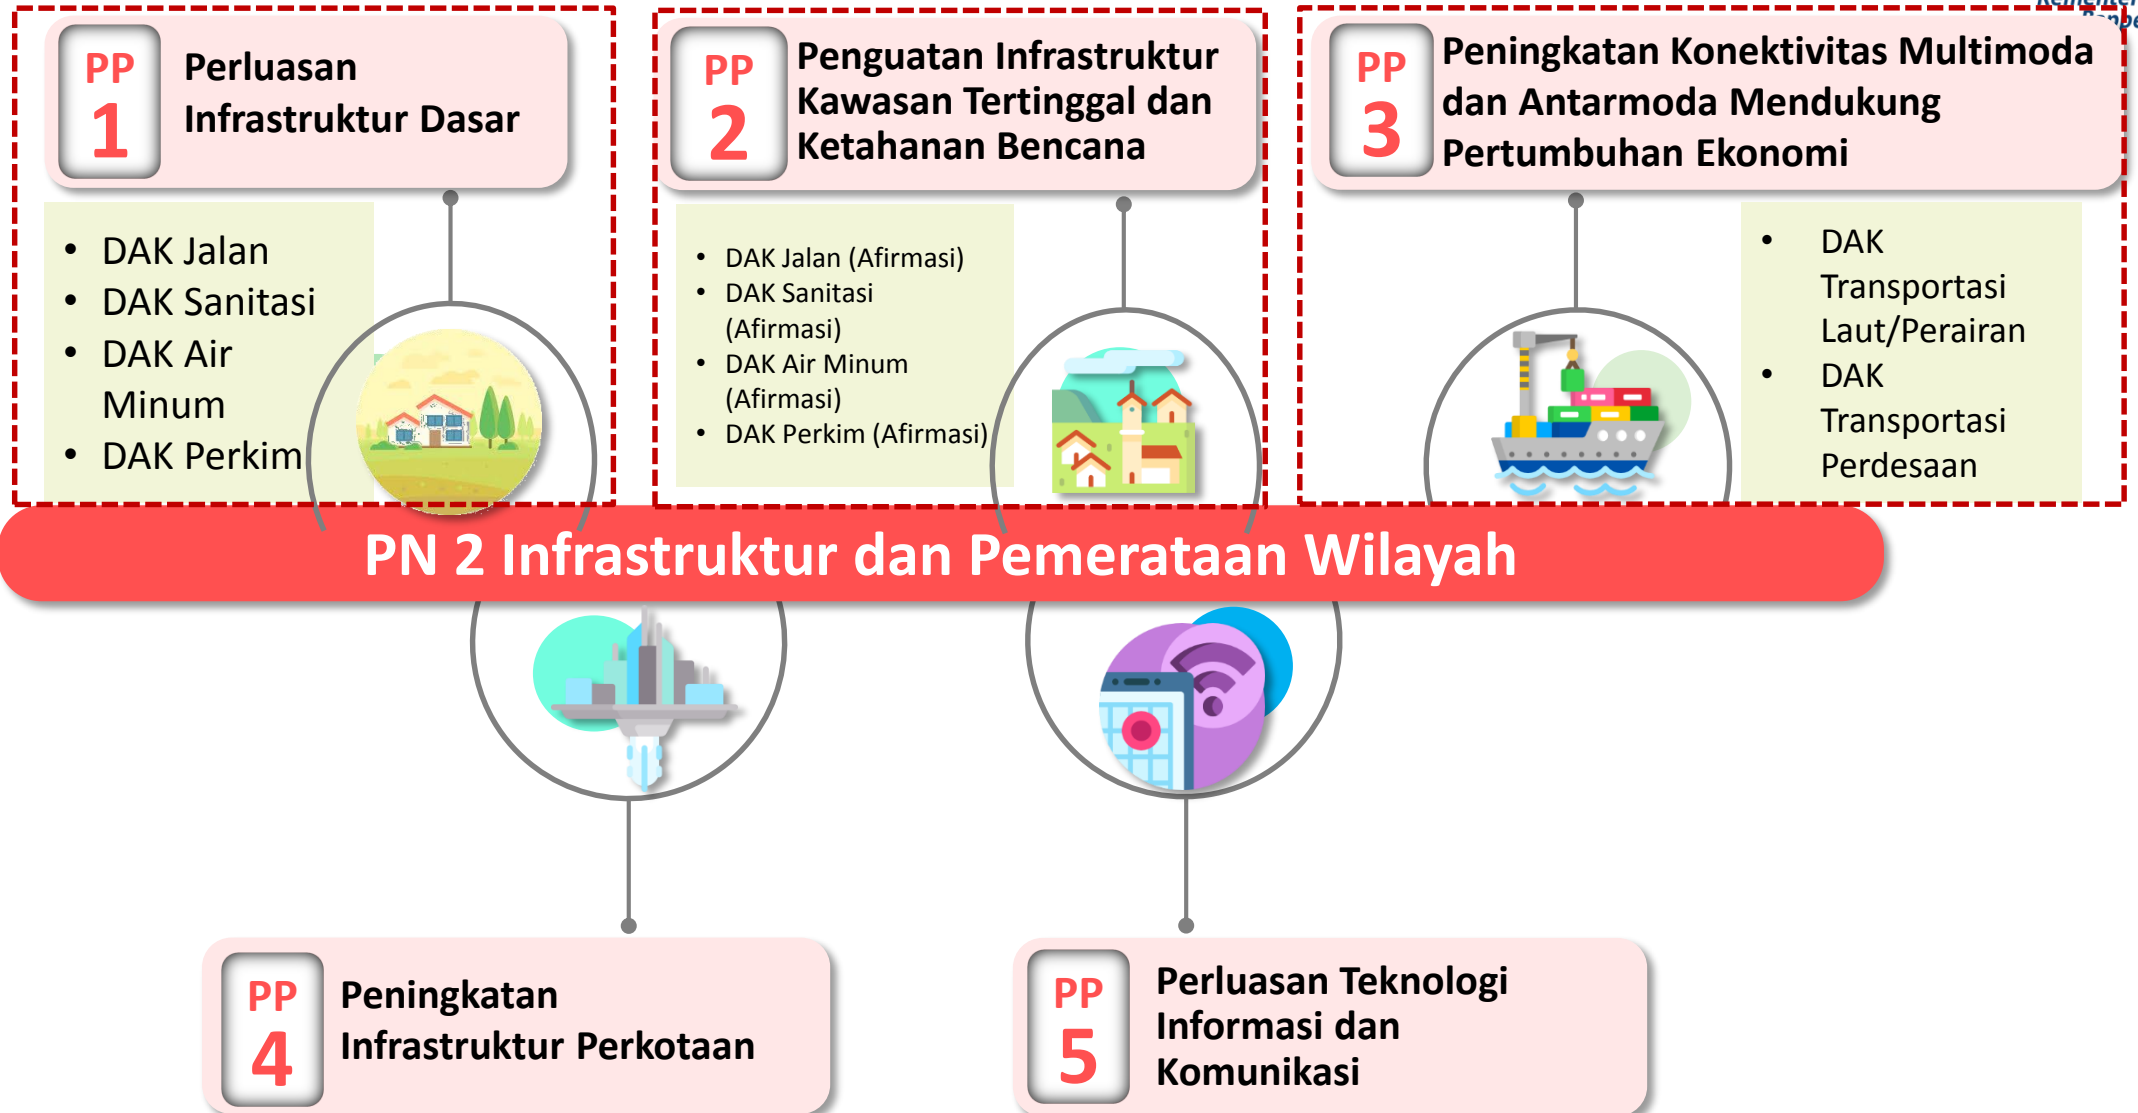 PP
1
Perluasan
Infrastruktur Dasar
• DAK Jalan
• DAK Sanitasi
• DAK Air
Minum
• DAK Perkim
PP
2
Penguatan Infrastruktur
Kawasan Tertinggal dan
Ketahanan Bencana
• DAK Jalan (Afirmasi)
• DAK Sanitasi
(Afirmasi)
• DAK Air Minum
(Afirmasi)
• DAK Perkim (Afirmasi)
PP
3
Peningkatan Konektivitas Multimoda
dan Antarmoda Mendukung
Pertumbuhan Ekonomi
• DAK
Transportasi
Laut/Perairan
• DAK
Transportasi
Perdesaan
PN 2 Infrastruktur dan Pemerataan Wilayah
PP
4
Peningkatan
Infrastruktur Perkotaan
PP
5
Perluasan Teknologi
Informasi dan
Komunikasi